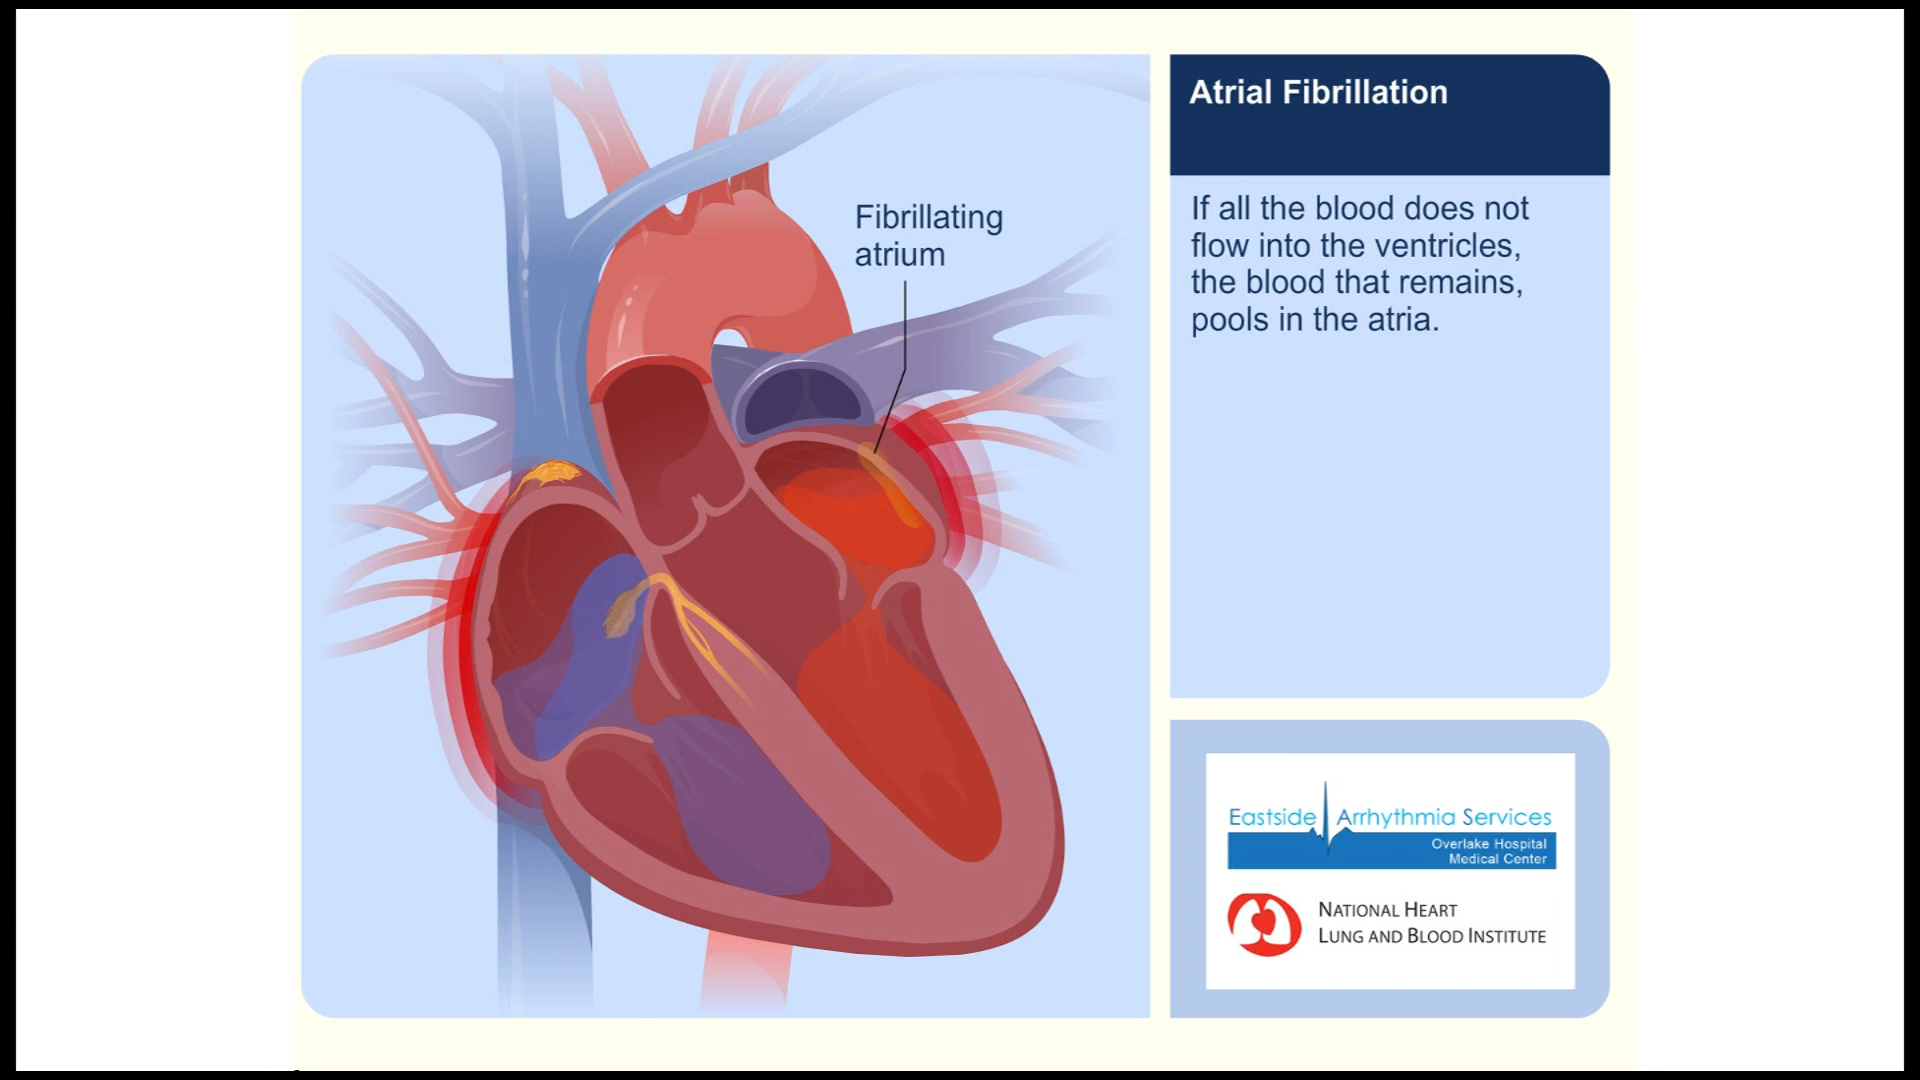 Fibrillating
atrium
Atrial Fibrillation
If all the blood does not
flow into the ventricles,
the blood that remains,
pools in the atria.
Eastside Arrhythmia Services
Overlake Hospital
Medical Center
NATIONAL HEART
LUNG AND BLOOD INSTITUTE